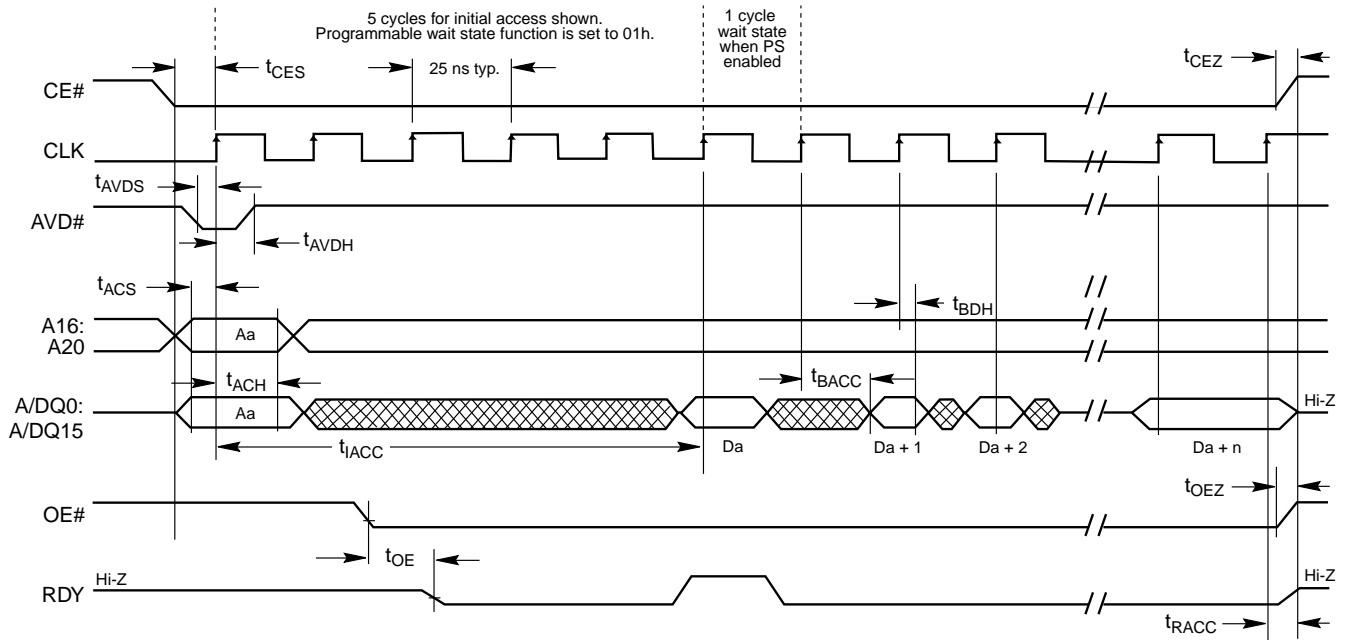 5 cycles for initial access shown.
Programmable wait state function is set to 01h.
1 cycle
wait state
when PS
enabled
tCES
25 ns typ.
tCEZ
CE#
CLK
tAVDS
AVD#
tAVDH
tACS
tBDH
A16:
A20
Aa
tACH
tBACC
A/DQ0:
A/DQ15
Aa
Hi-Z
tIACC
Da
Da + 1
Da + 2
Da + n
tOEZ
OE#
tOE
Hi-Z
Hi-Z
RDY
tRACC